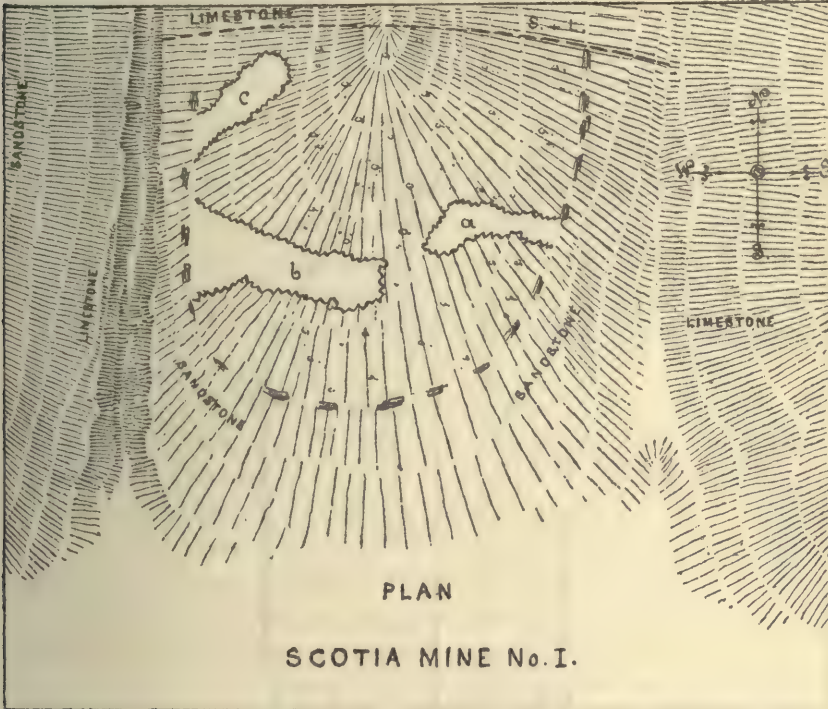 LIMESTONE
S. + L.
SANDSTONE
N.
W
E
S
c
a
b
LIMESTONE
LIMESTONE
SANDSTONE
SANDSTONE
PLAN
SCOTIA MINE No. I.